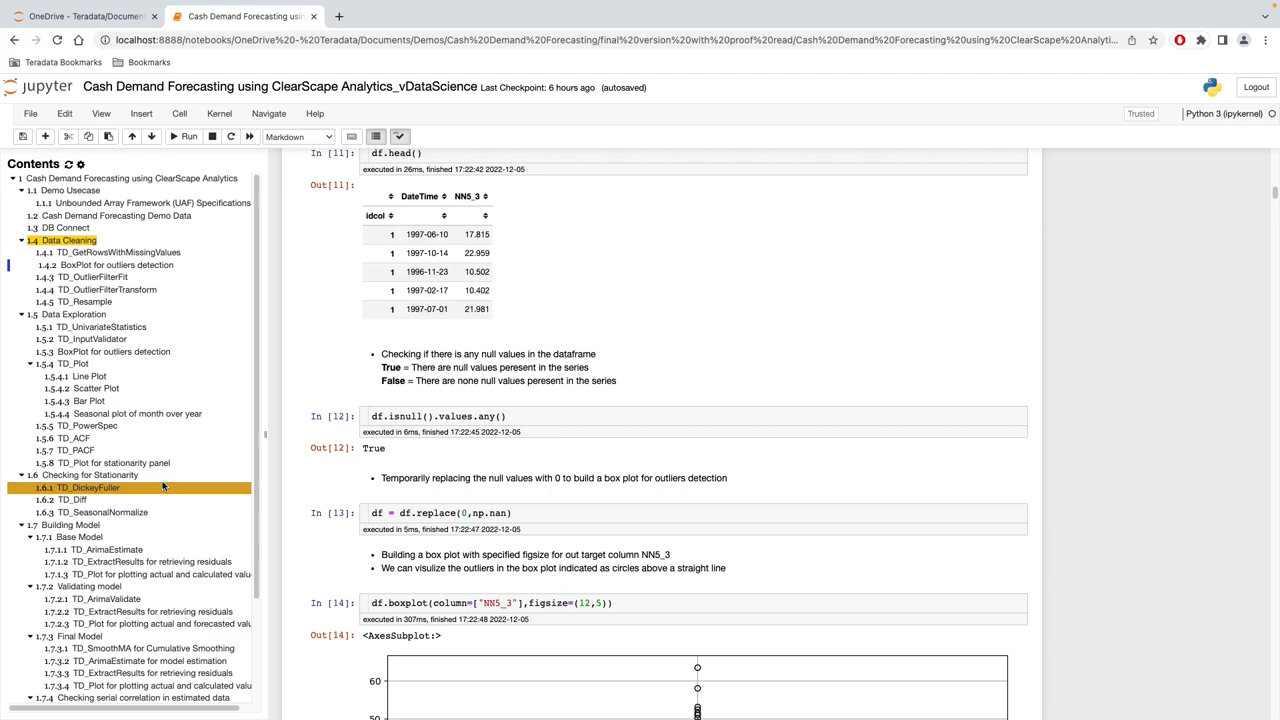 OneDrive - Teradata/Document
Cash Demand Forecasting usin
localhost:8888/notebooks/OneDrive%20-%20Teradata/Documents/Demos/Cash%20Demand%20Forecasting/final%20version%20with%20proof%20read/Cash%20Demand%20Forecasting%20using%20ClearScape%20Analyti...
Teradata Bookmarks
Bookmarks
jupyter
Cash Demand Forecasting using ClearScape Analytics_vDataScience Last Checkpoint: 6 hours ago (autosaved)
Logout
File Edit View Insert Cell Kernel Navigate Help
Trusted
Python 3 (ipykernel)
Run
Markdown
Contents
1 Cash Demand Forecasting using ClearScape Analytics
1.1 Demo Usecase
1.1.1 Unbounded Array Framework (UAF) Specifications
1.2 Cash Demand Forecasting Demo Data
1.3 DB Connect
1.4 Data Cleaning
1.4.1 TD_GetRowsWithMissingValues
1.4.2 BoxPlot for outliers detection
1.4.3 TD_OutlierFilterFit
1.4.4 TD_OutlierFilterTransform
1.4.5 TD_Resample
1.5 Data Exploration
1.5.1 TD_UnivariateStatistics
1.5.2 TD_InputValidator
1.5.3 BoxPlot for outliers detection
1.5.4 TD_Plot
1.5.4.1 Line Plot
1.5.4.2 Scatter Plot
1.5.4.3 Bar Plot
1.5.4.4 Seasonal plot of month over year
1.5.5 TD_PowerSpec
1.5.6 TD_ACF
1.5.7 TD_PACF
1.5.8 TD_Plot for stationarity panel
1.6 Checking for Stationarity
1.6.1 TD_DickeyFuller
1.6.2 TD_Diff
1.6.3 TD_SeasonalNormalize
1.7 Building Model
1.7.1 Base Model
1.7.1.1 TD_ArimaEstimate
1.7.1.2 TD_ExtractResults for retrieving residuals
1.7.1.3 TD_Plot for plotting actual and calculated valu
1.7.2 Validating model
1.7.2.1 TD_ArimaValidate
1.7.2.2 TD_ExtractResults for retrieving residuals
1.7.2.3 TD_Plot for plotting actual and forecasted valu
1.7.3 Final Model
1.7.3.1 TD_SmoothMA for Cumulative Smoothing
1.7.3.2 TD_ArimaEstimate for model estimation
1.7.3.3 TD_ExtractResults for retrieving residuals
1.7.3.4 TD_Plot for plotting actual and calculated valu
1.7.4 Checking serial correlation in estimated data
In [11]: df.head()
executed in 26ms, finished 17:22:42 2022-12-05
Out[11]:
DateTime NN5_3
idcol
1 1997-06-10 17.815
1 1997-10-14 22.959
1 1996-11-23 10.502
1 1997-02-17 10.402
1 1997-07-01 21.981
• Checking if there is any null values in the dataframe
True = There are null values peresent in the series
False = There are none null values peresent in the series
In [12]: df.isnull().values.any()
executed in 6ms, finished 17:22:45 2022-12-05
Out[12]: True
• Temporarily replacing the null values with 0 to build a box plot for outliers detection
In [13]: df = df.replace(0,np.nan)
executed in 5ms, finished 17:22:47 2022-12-05
• Building a box plot with specified figsize for out target column NN5_3
• We can visulize the outliers in the box plot indicated as circles above a straight line
In [14]: df.boxplot(column=["NN5_3"],figsize=(12,5))
executed in 307ms, finished 17:22:48 2022-12-05
Out[14]: <AxesSubplot:>
60
50